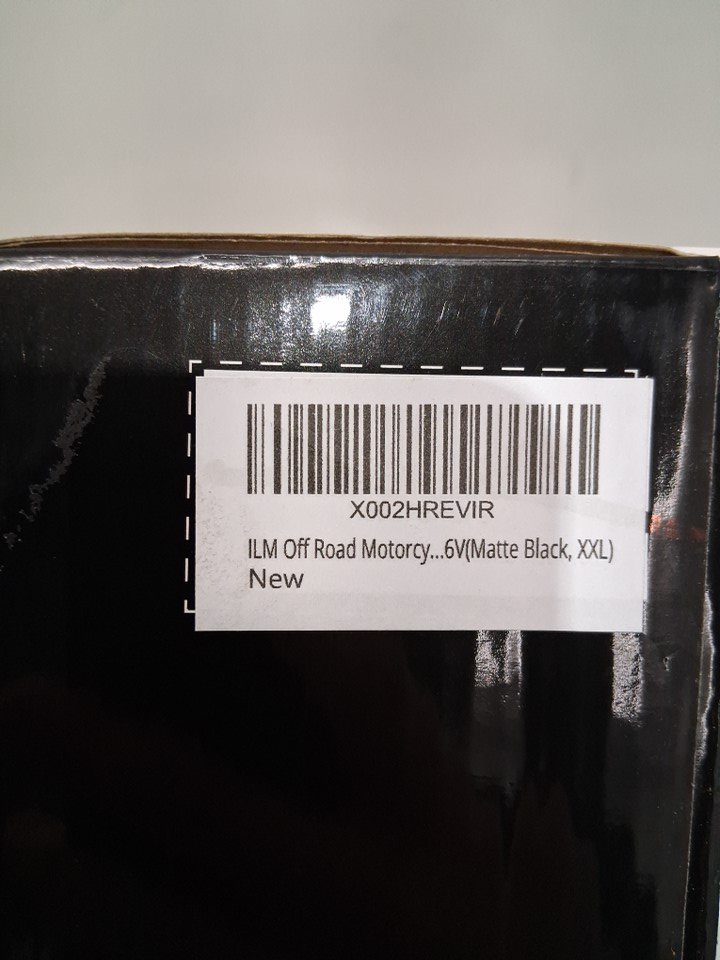 X002HREVIR
ILM Off Road Motorcy...6V(Matte Black, XXL)
New